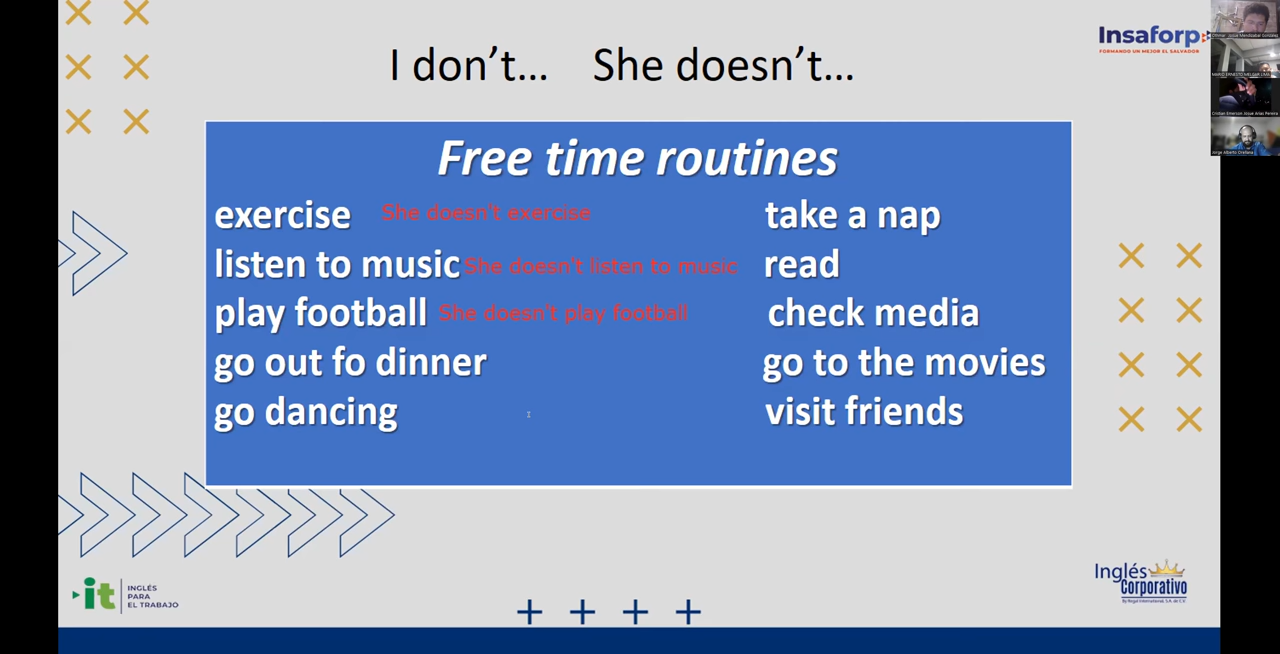 I don't... She doesn't...
Insaforp
FORMANDO UN MEJOR EL SALVADOR
Free time routines
exercise She doesn't exercise take a nap
listen to music She doesn't listen to music read
play football She doesn't play football check media
go out fo dinner go to the movies
go dancing visit friends
it INGLÉS
PARA
EL TRABAJO
Inglés
Corporativo